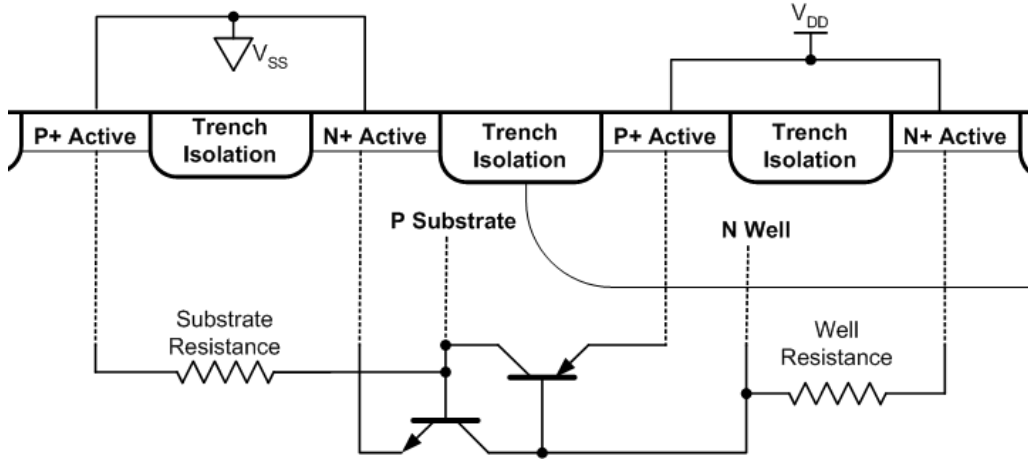 V_SS
V_DD
P+ Active
Trench
Isolation
N+ Active
Trench
Isolation
P+ Active
Trench
Isolation
N+ Active
P Substrate
N Well
Substrate
Resistance
Well
Resistance